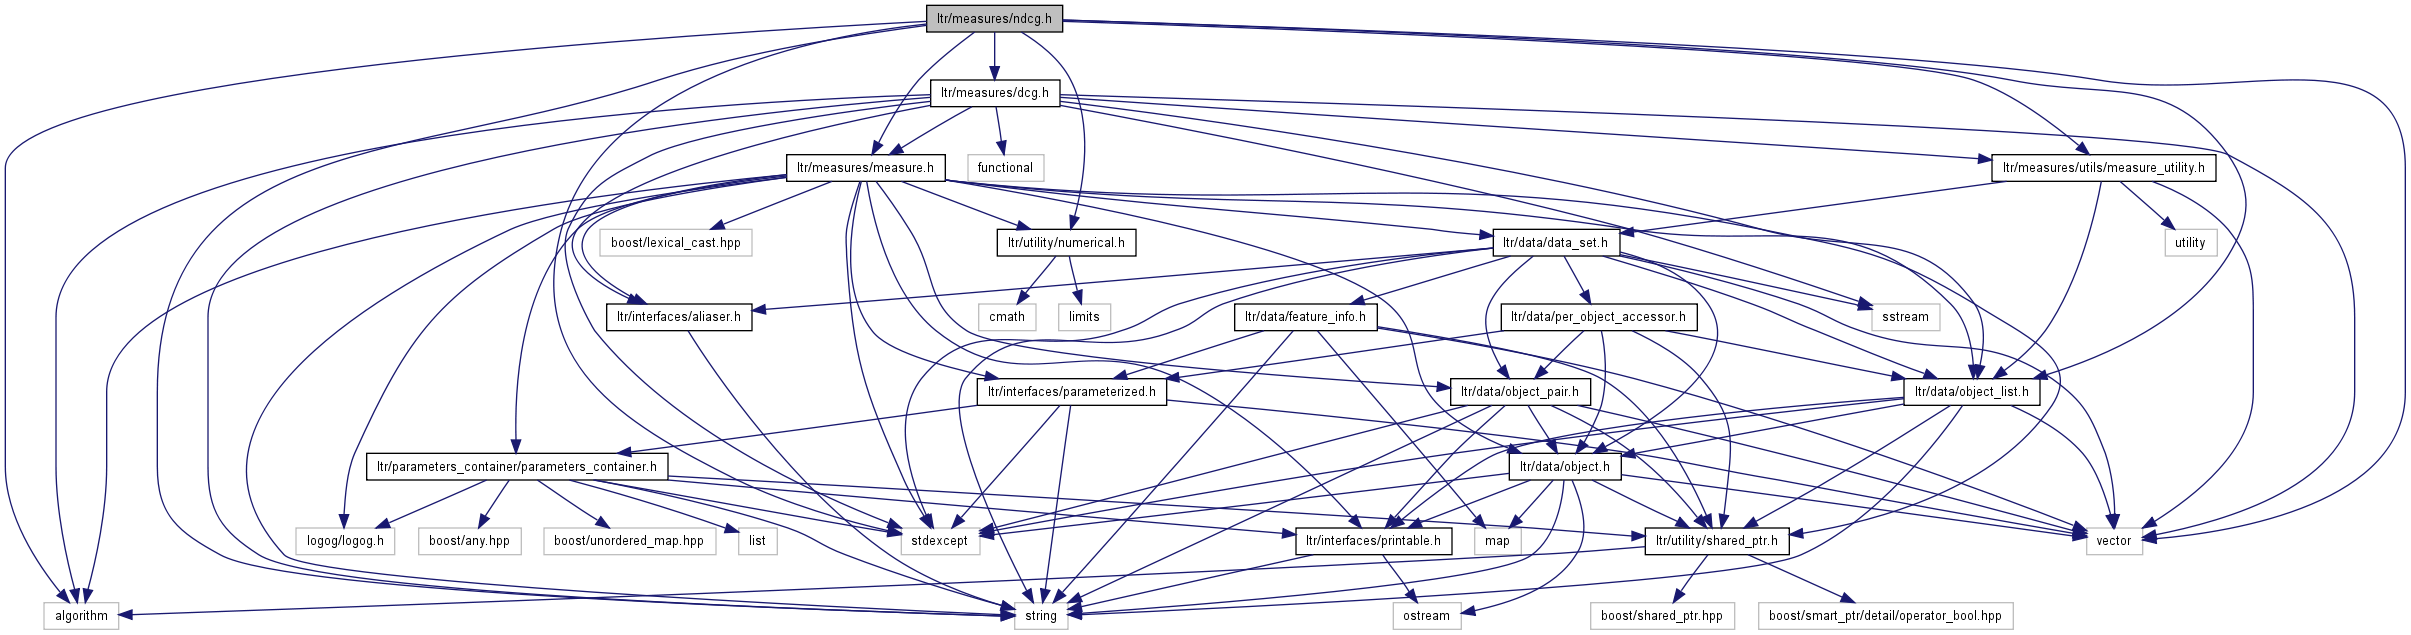 ltr/measures/ndcg.h
ltr/measures/dcg.h
ltr/measures/measure.h
functional
ltr/measures/utils/measure_utility.h
boost/lexical_cast.hpp
ltr/utility/numerical.h
ltr/data/data_set.h
utility
ltr/interfaces/aliaser.h
cmath
limits
ltr/data/feature_info.h
ltr/data/per_object_accessor.h
sstream
ltr/interfaces/parameterized.h
ltr/data/object_pair.h
ltr/data/object_list.h
ltr/parameters_container/parameters_container.h
ltr/data/object.h
logog/logog.h
boost/any.hpp
boost/unordered_map.hpp
list
stdexcept
ltr/interfaces/printable.h
map
ltr/utility/shared_ptr.h
vector
algorithm
string
ostream
boost/shared_ptr.hpp
boost/smart_ptr/detail/operator_bool.hpp